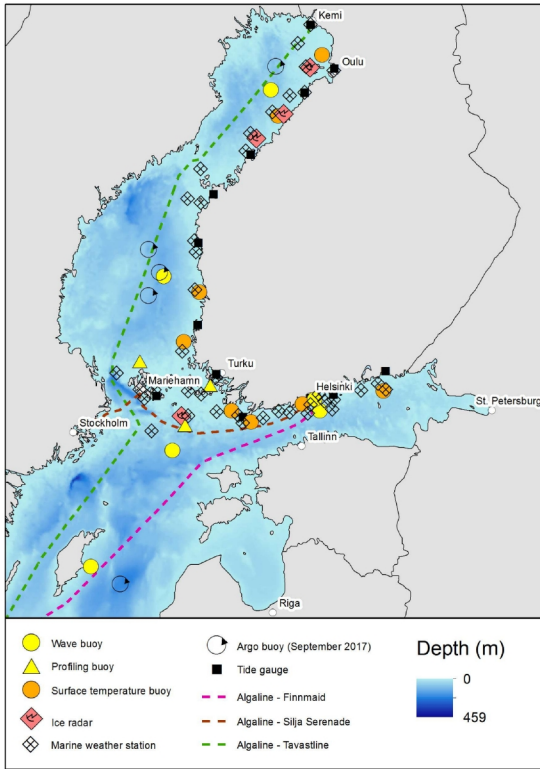 Kemi
Oulu
Turku
Mariehamn
Helsinki
St. Petersburg
Stockholm
Tallinn
Riga
Wave buoy
Profiling buoy
Surface temperature buoy
Ice radar
Marine weather station
Argo buoy (September 2017)
Tide gauge
Algaline - Finnmaid
Algaline - Silja Serenade
Algaline - Tavastline
Depth (m)
0
459